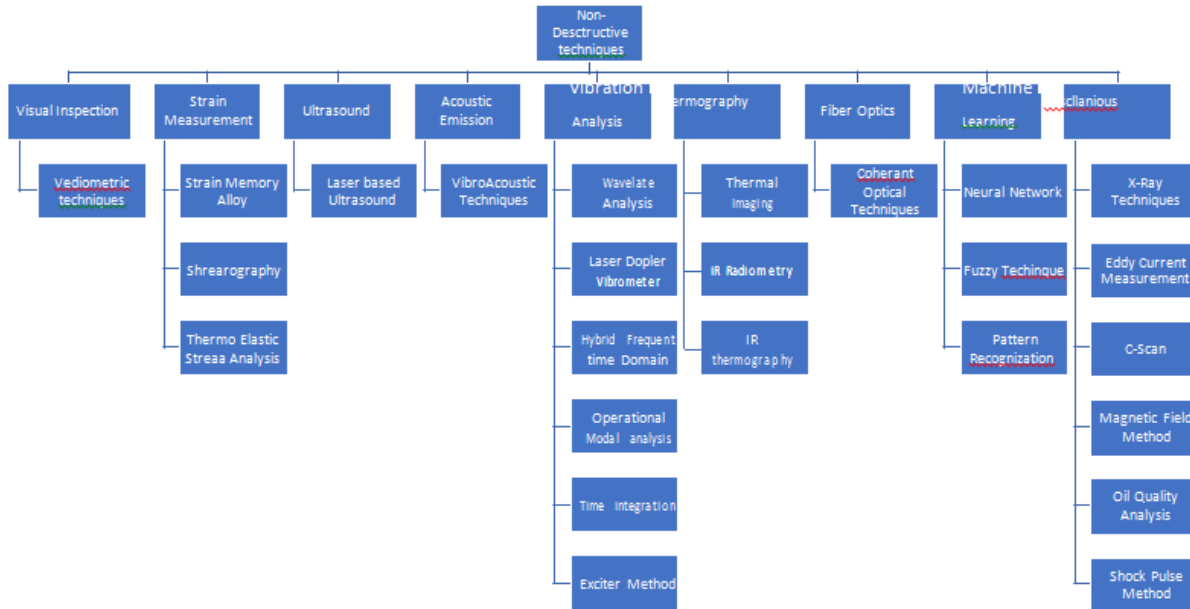 Non-
Desctructive
techniques
Visual Inspection
Strain
Measurement
Ultrasound
Acoustic
Emission
Vibration
Analysis
ermography
Fiber Optics
Machine
Learning
scllanious
Vediometric
techniques
Strain Memory
Alloy
Shrearography
Thermo Elastic
Streaa Analysis
Laser based
Ultrasound
VibroAcoustic
Techniques
Wavelate
Analysis
Laser Dopler
Vibrometer
Hybrid Frequent
time Domain
Operational
Modal analysis
Time Integration
Exciter Method
Thermal
Imaging
IR Radiometry
IR
thermography
Coherant
Optical
Techniques
Neural Network
Fuzzy Techinque
Pattern
Recognization
X-Ray
Techniques
Eddy Current
Measurement
C-Scan
Magnetic Field
Method
Oil Quality
Analysis
Shock Pulse
Method